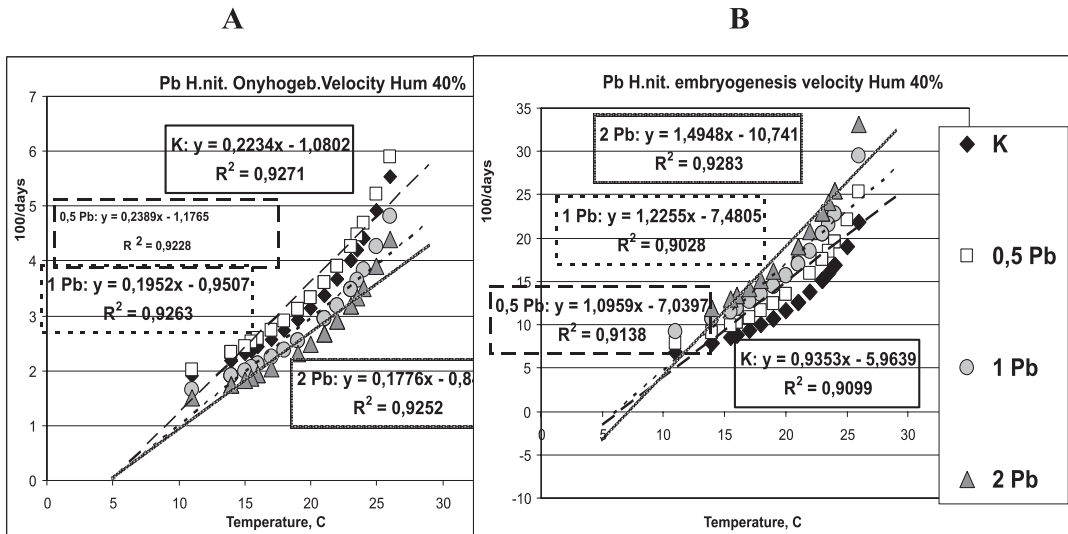 A
B
Pb H.nit. Onyhogeb.Velocity Hum 40%
7
6
5
4
3
2
1
0
0 5 10 15 20 25 30
100/days
Temperature, C
K: y = 0,2234x - 1,0802
R² = 0,9271
0,5 Pb: y = 0,2389x - 1,1765
R² = 0,9228
1 Pb: y = 0,1952x - 0,9507
R² = 0,9263
2 Pb: y = 0,1776x - 0,8
R² = 0,9252
Pb H.nit. embryogenesis velocity Hum 40%
35
30
25
20
15
10
5
0
-5
-10
0 10 15 20 25 30
100/days
Temperature, C
2 Pb: y = 1,4948x - 10,741
R² = 0,9283
1 Pb: y = 1,2255x - 7,4805
R² = 0,9028
0,5 Pb: y = 1,0959x - 7,0397
R² = 0,9138
K: y = 0,9353x - 5,9639
R² = 0,9099
K
0,5 Pb
1 Pb
2 Pb